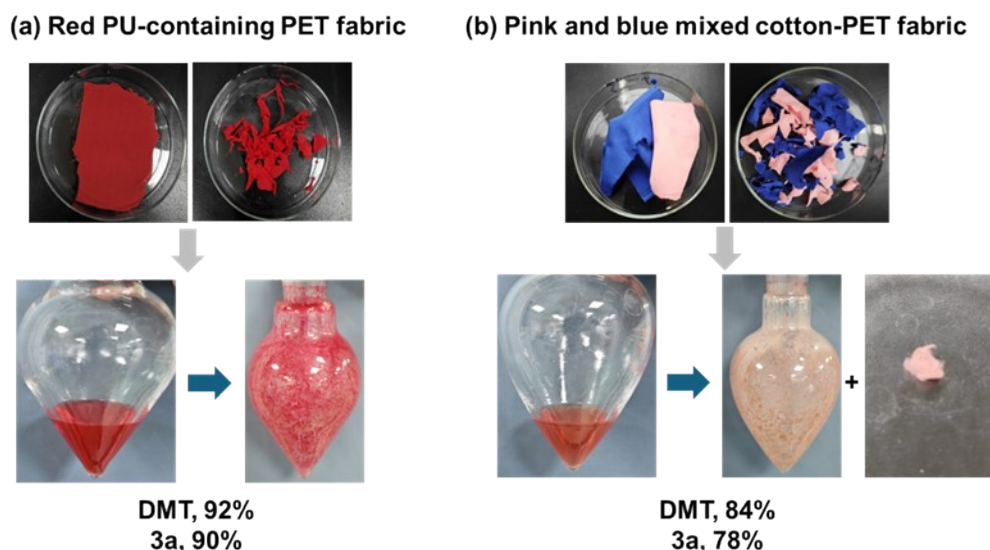 (a) Red PU-containing PET fabric
(b) Pink and blue mixed cotton-PET fabric
+
DMT, 92%
3a, 90%
DMT, 84%
3a, 78%